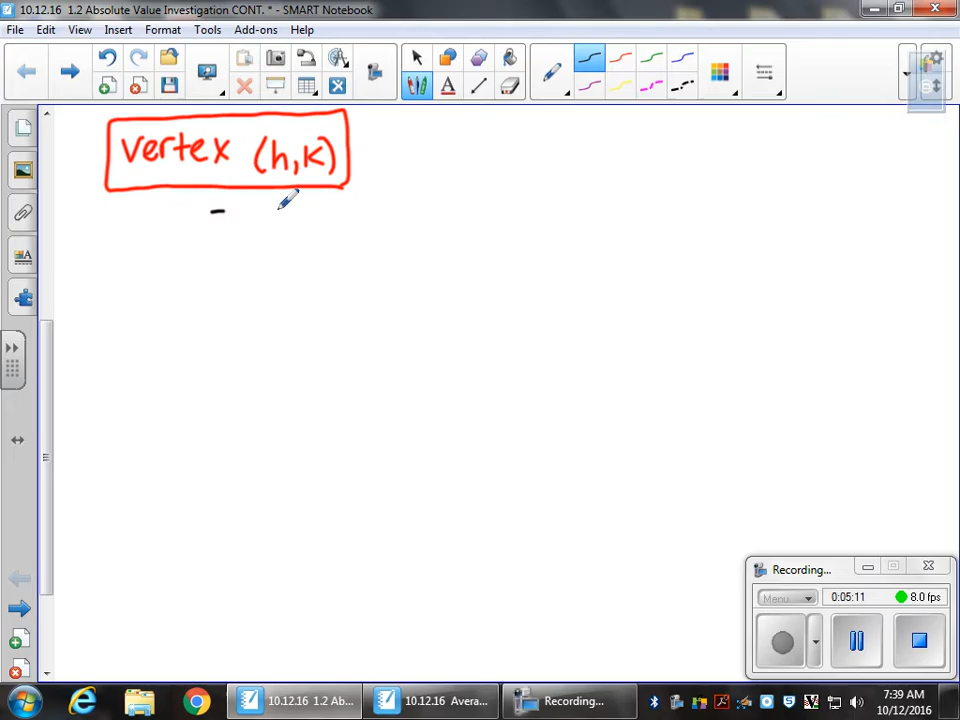 10.12.16 1.2 Absolute Value Investigation CONT. * - SMART Notebook
File Edit View Insert Format Tools Add-ons Help
vertex (h,k)
-
Recording...
Menu 0:05:11 8.0 fps
10.12.16 1.2 Ab... 10.12.16 Avera... Recording... 7:39 AM
10/12/2016